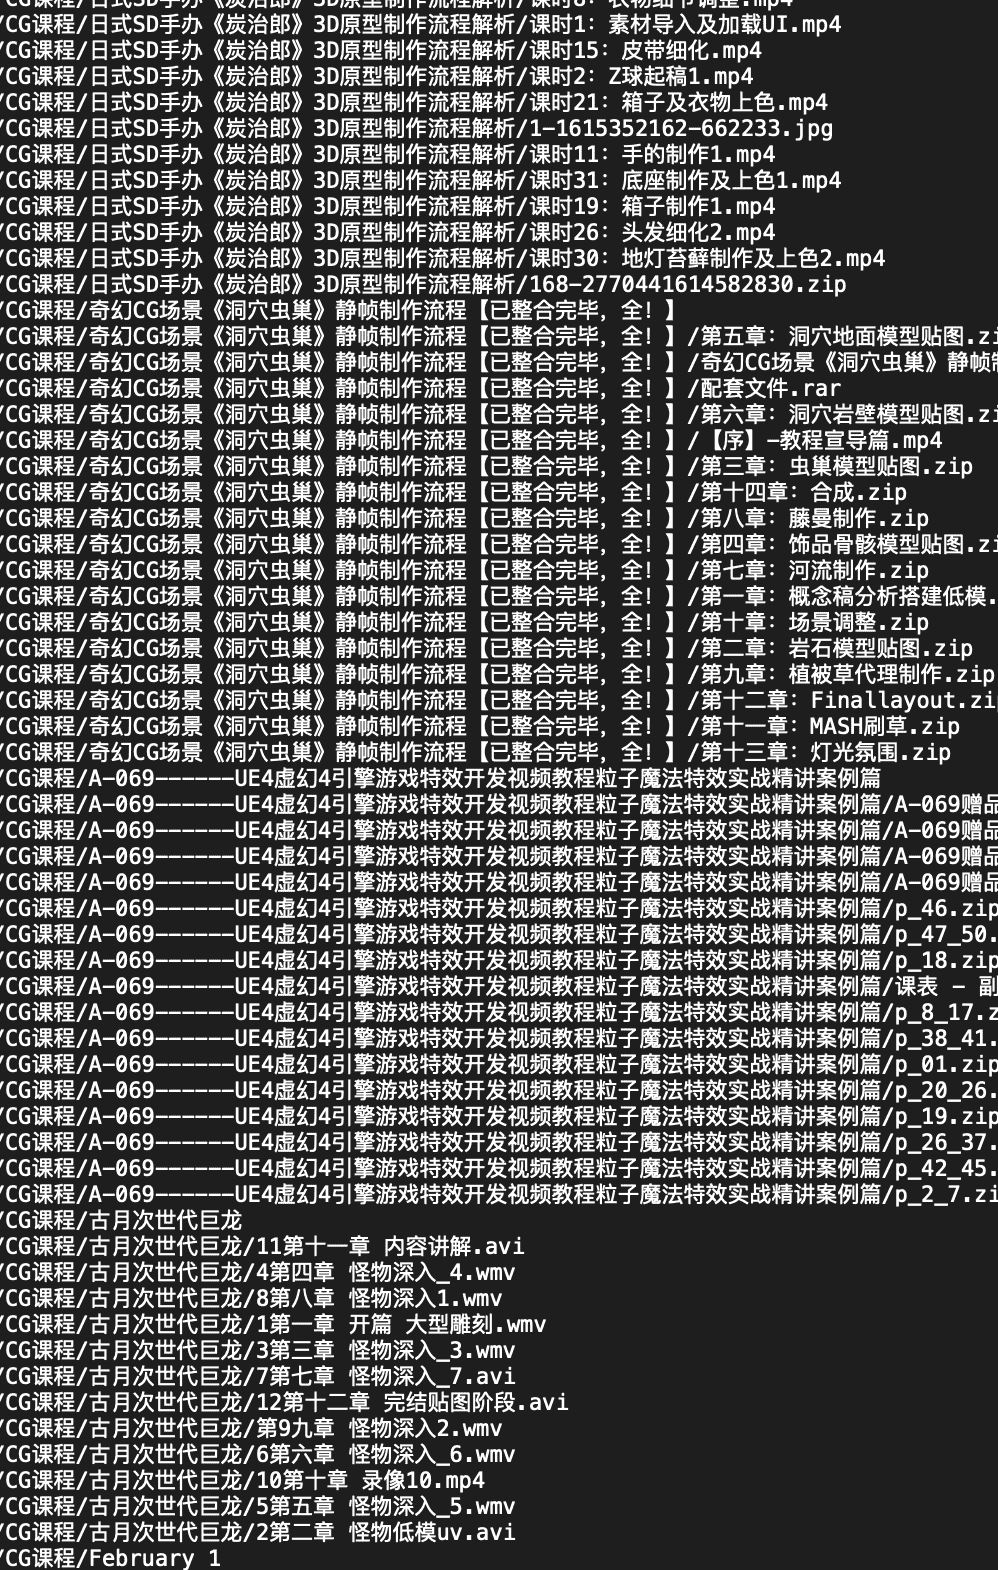 /CG课程/日式SD手办《炭治郎》3D原型制作流程解析/课时8: 衣物细节调整.mp4
/CG课程/日式SD手办《炭治郎》3D原型制作流程解析/课时1: 素材导入及加载UI.mp4
/CG课程/日式SD手办《炭治郎》3D原型制作流程解析/课时15: 皮带细化.mp4
/CG课程/日式SD手办《炭治郎》3D原型制作流程解析/课时2: Z球起稿1.mp4
/CG课程/日式SD手办《炭治郎》3D原型制作流程解析/课时21: 箱子及衣物上色.mp4
/CG课程/日式SD手办《炭治郎》3D原型制作流程解析/1-1615352162-662233.jpg
/CG课程/日式SD手办《炭治郎》3D原型制作流程解析/课时11: 手的制作1.mp4
/CG课程/日式SD手办《炭治郎》3D原型制作流程解析/课时31: 底座制作及上色1.mp4
/CG课程/日式SD手办《炭治郎》3D原型制作流程解析/课时19: 箱子制作1.mp4
/CG课程/日式SD手办《炭治郎》3D原型制作流程解析/课时26: 头发细化2.mp4
/CG课程/日式SD手办《炭治郎》3D原型制作流程解析/课时30: 地灯苔藓制作及上色2.mp4
/CG课程/日式SD手办《炭治郎》3D原型制作流程解析/168-2770441614582830.zip
/CG课程/奇幻CG场景《洞穴虫巢》静帧制作流程【已整合完毕，全！】
/CG课程/奇幻CG场景《洞穴虫巢》静帧制作流程【已整合完毕，全！】/第五章: 洞穴地面模型贴图.zi
/CG课程/奇幻CG场景《洞穴虫巢》静帧制作流程【已整合完毕，全！】/奇幻CG场景《洞穴虫巢》静帧制
/CG课程/奇幻CG场景《洞穴虫巢》静帧制作流程【已整合完毕，全！】/配套文件.rar
/CG课程/奇幻CG场景《洞穴虫巢》静帧制作流程【已整合完毕，全！】/第六章: 洞穴岩壁模型贴图.zi
/CG课程/奇幻CG场景《洞穴虫巢》静帧制作流程【已整合完毕，全！】/【序】-教程宣导篇.mp4
/CG课程/奇幻CG场景《洞穴虫巢》静帧制作流程【已整合完毕，全！】/第三章: 虫巢模型贴图.zip
/CG课程/奇幻CG场景《洞穴虫巢》静帧制作流程【已整合完毕，全！】/第十四章: 合成.zip
/CG课程/奇幻CG场景《洞穴虫巢》静帧制作流程【已整合完毕，全！】/第八章: 藤曼制作.zip
/CG课程/奇幻CG场景《洞穴虫巢》静帧制作流程【已整合完毕，全！】/第四章: 饰品骨骸模型贴图.zi
/CG课程/奇幻CG场景《洞穴虫巢》静帧制作流程【已整合完毕，全！】/第七章: 河流制作.zip
/CG课程/奇幻CG场景《洞穴虫巢》静帧制作流程【已整合完毕，全！】/第一章: 概念稿分析搭建低模.
/CG课程/奇幻CG场景《洞穴虫巢》静帧制作流程【已整合完毕，全！】/第十章: 场景调整.zip
/CG课程/奇幻CG场景《洞穴虫巢》静帧制作流程【已整合完毕，全！】/第二章: 岩石模型贴图.zip
/CG课程/奇幻CG场景《洞穴虫巢》静帧制作流程【已整合完毕，全！】/第九章: 植被草代理制作.zip
/CG课程/奇幻CG场景《洞穴虫巢》静帧制作流程【已整合完毕，全！】/第十二章: Finallayout.zip
/CG课程/奇幻CG场景《洞穴虫巢》静帧制作流程【已整合完毕，全！】/第十一章: MASH刷草.zip
/CG课程/奇幻CG场景《洞穴虫巢》静帧制作流程【已整合完毕，全！】/第十三章: 灯光氛围.zip
/CG课程/A-069------UE4虚幻4引擎游戏特效开发视频教程粒子魔法特效实战精讲案例篇
/CG课程/A-069------UE4虚幻4引擎游戏特效开发视频教程粒子魔法特效实战精讲案例篇/A-069赠品
/CG课程/A-069------UE4虚幻4引擎游戏特效开发视频教程粒子魔法特效实战精讲案例篇/A-069赠品
/CG课程/A-069------UE4虚幻4引擎游戏特效开发视频教程粒子魔法特效实战精讲案例篇/A-069赠品
/CG课程/A-069------UE4虚幻4引擎游戏特效开发视频教程粒子魔法特效实战精讲案例篇/A-069赠品
/CG课程/A-069------UE4虚幻4引擎游戏特效开发视频教程粒子魔法特效实战精讲案例篇/p_46.zip
/CG课程/A-069------UE4虚幻4引擎游戏特效开发视频教程粒子魔法特效实战精讲案例篇/p_47_50.
/CG课程/A-069------UE4虚幻4引擎游戏特效开发视频教程粒子魔法特效实战精讲案例篇/p_18.zip
/CG课程/A-069------UE4虚幻4引擎游戏特效开发视频教程粒子魔法特效实战精讲案例篇/课表 - 副
/CG课程/A-069------UE4虚幻4引擎游戏特效开发视频教程粒子魔法特效实战精讲案例篇/p_8_17.z
/CG课程/A-069------UE4虚幻4引擎游戏特效开发视频教程粒子魔法特效实战精讲案例篇/p_38_41.
/CG课程/A-069------UE4虚幻4引擎游戏特效开发视频教程粒子魔法特效实战精讲案例篇/p_01.zip
/CG课程/A-069------UE4虚幻4引擎游戏特效开发视频教程粒子魔法特效实战精讲案例篇/p_20_26.
/CG课程/A-069------UE4虚幻4引擎游戏特效开发视频教程粒子魔法特效实战精讲案例篇/p_19.zip
/CG课程/A-069------UE4虚幻4引擎游戏特效开发视频教程粒子魔法特效实战精讲案例篇/p_26_37.
/CG课程/A-069------UE4虚幻4引擎游戏特效开发视频教程粒子魔法特效实战精讲案例篇/p_42_45.
/CG课程/A-069------UE4虚幻4引擎游戏特效开发视频教程粒子魔法特效实战精讲案例篇/p_2_7.zi
/CG课程/古月次世代巨龙
/CG课程/古月次世代巨龙/11第十一章 内容讲解.avi
/CG课程/古月次世代巨龙/4第四章 怪物深入_4.wmv
/CG课程/古月次世代巨龙/8第八章 怪物深入1.wmv
/CG课程/古月次世代巨龙/1第一章 开篇 大型雕刻.wmv
/CG课程/古月次世代巨龙/3第三章 怪物深入_3.wmv
/CG课程/古月次世代巨龙/7第七章 怪物深入_7.avi
/CG课程/古月次世代巨龙/12第十二章 完结贴图阶段.avi
/CG课程/古月次世代巨龙/第9九章 怪物深入2.wmv
/CG课程/古月次世代巨龙/6第六章 怪物深入_6.wmv
/CG课程/古月次世代巨龙/10第十章 录像10.mp4
/CG课程/古月次世代巨龙/5第五章 怪物深入_5.wmv
/CG课程/古月次世代巨龙/2第二章 怪物低模uv.avi
/CG课程/February 1